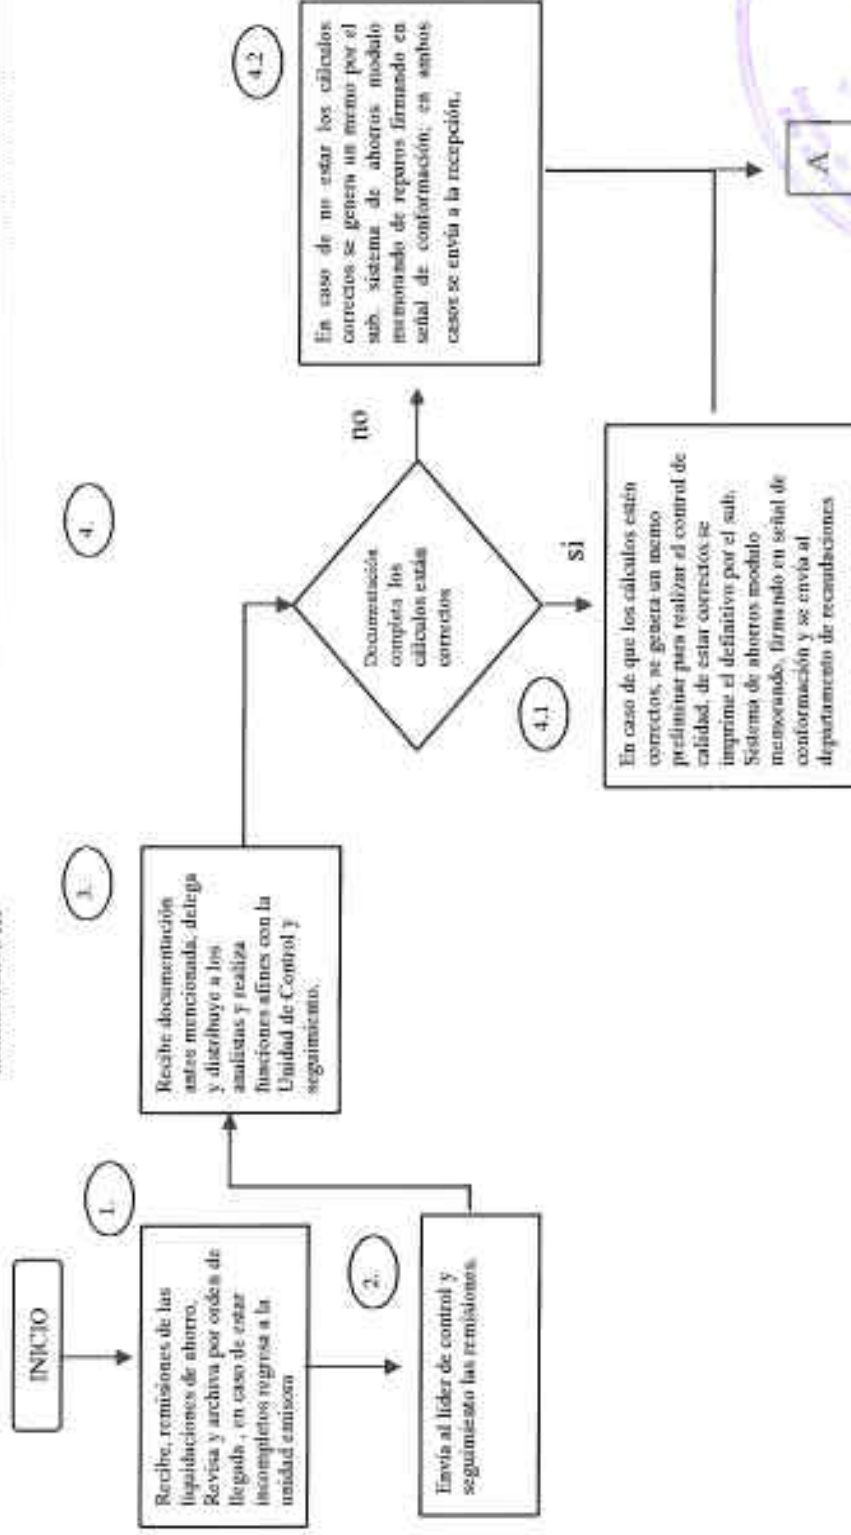 INICIO
1.
Recibe, remisiones de las
liquidaciones de ahorro,
Revisa y archiva por orden de
llegada , en caso de estar
incompletos regresa a la
unidad emisora
2.
Envía al líder de control y
seguimiento las remisiones.
3.
Recibe documentación
antes mencionada, delega
y distribuye a los
analistas y realiza
funciones afines con la
Unidad de Control y
seguimiento.
4.
Documentación
completa los
cálculos están
correctos
no
si
4.1
En caso de que los cálculos estén
correctos, se genera un memo
preliminar para realizar el control de
calidad, de estar correctos se
imprime el definitivo por el sub.
Sistema de ahorros modulo
memorando, firmando en señal de
conformación y se envía al
departamento de recaudaciones
4.2
En caso de no estar los cálculos
correctos se genera un memo por el
sub. sistema de ahorros modulo
memorando de reparos firmando en
señal de conformación; en ambos
casos se envía a la recepción.
A